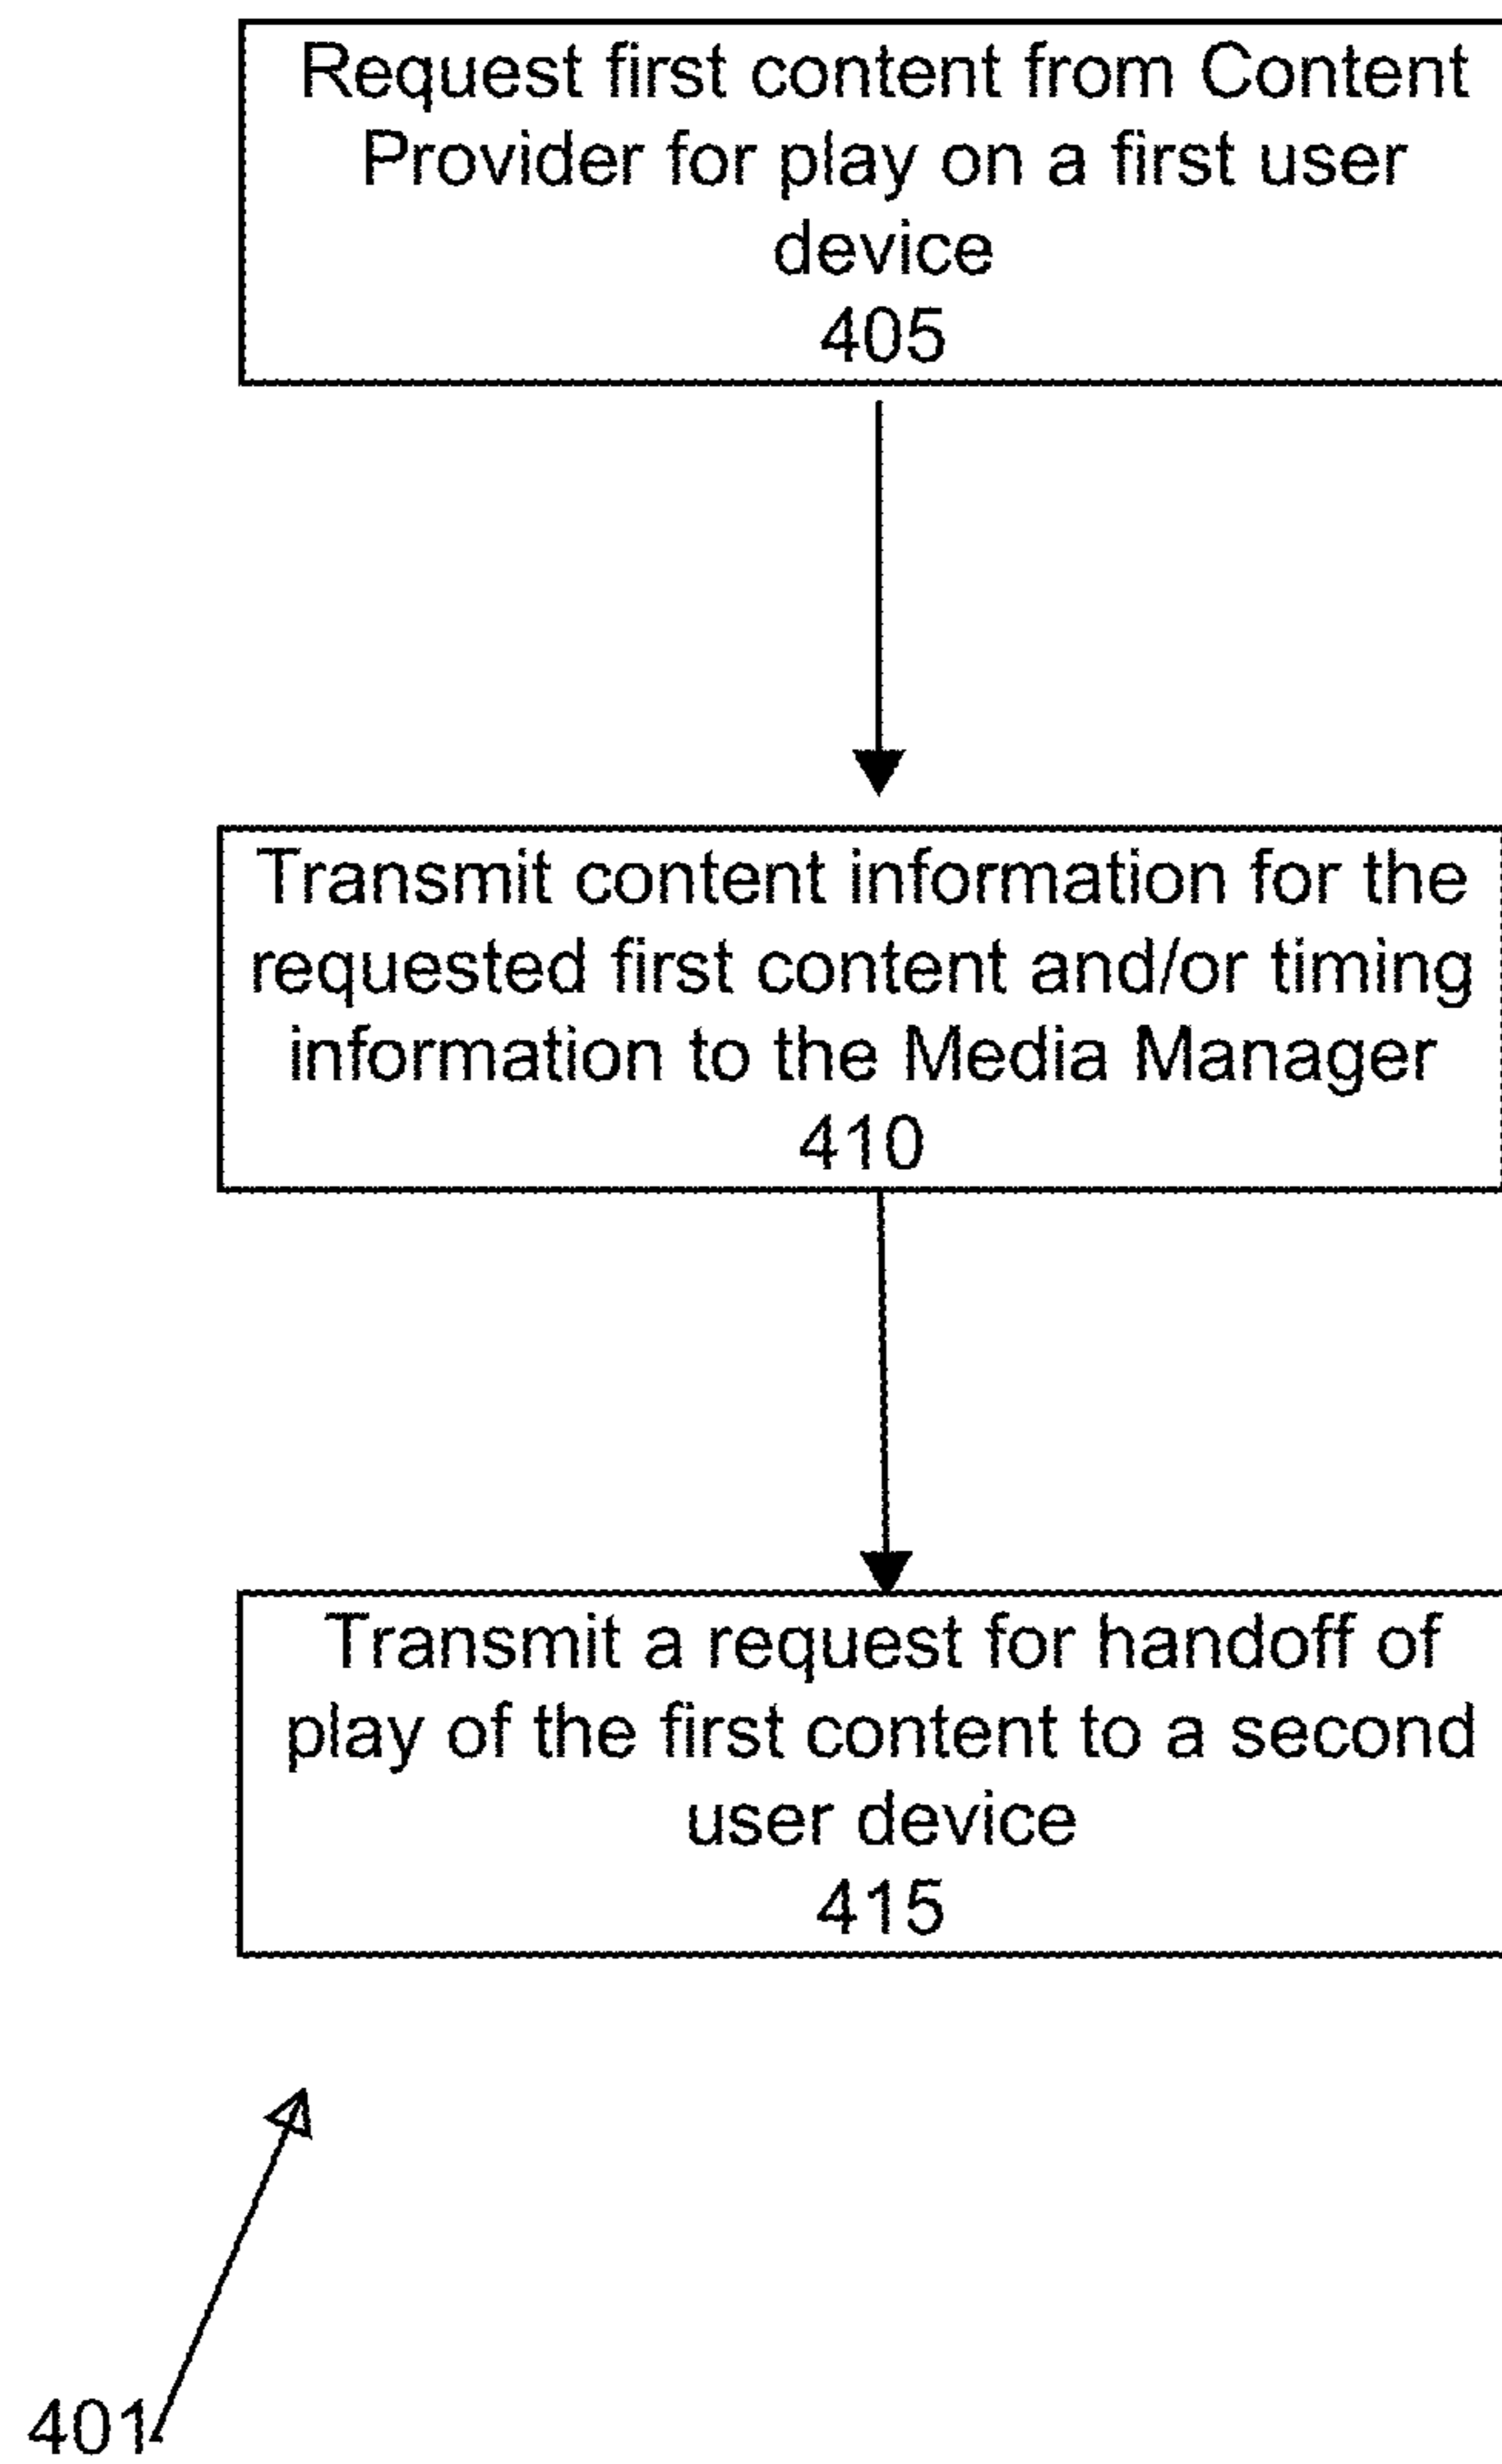 Request first content from Content
Provider for play on a first user
device
405
Transmit content information for the
requested first content and/or timing
information to the Media Manager
410
Transmit a request for handoff of
play of the first content to a second
user device
415
401